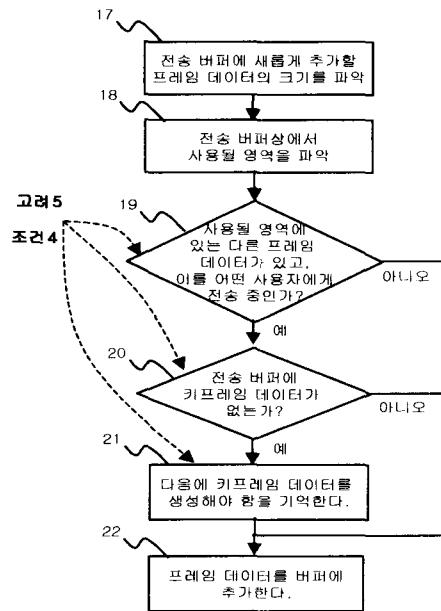 17
전송 버퍼에 새롭게 추가할
프레임 데이터의 크기를 파악
18
전송 버퍼상에서
사용될 영역을 파악
고려5
조건4
19
사용될 영역에
있는 다른 프레임
데이터가 있고,
이를 어떤 사용자에게
전송 중인가?
아니오
예
20
전송 버퍼에
키프레임 데이터가
없는가?
아니오
예
21
다음에 키프레임 데이터를
생성해야 함을 기억한다.
22
프레임 데이터를 버퍼에
추가한다.